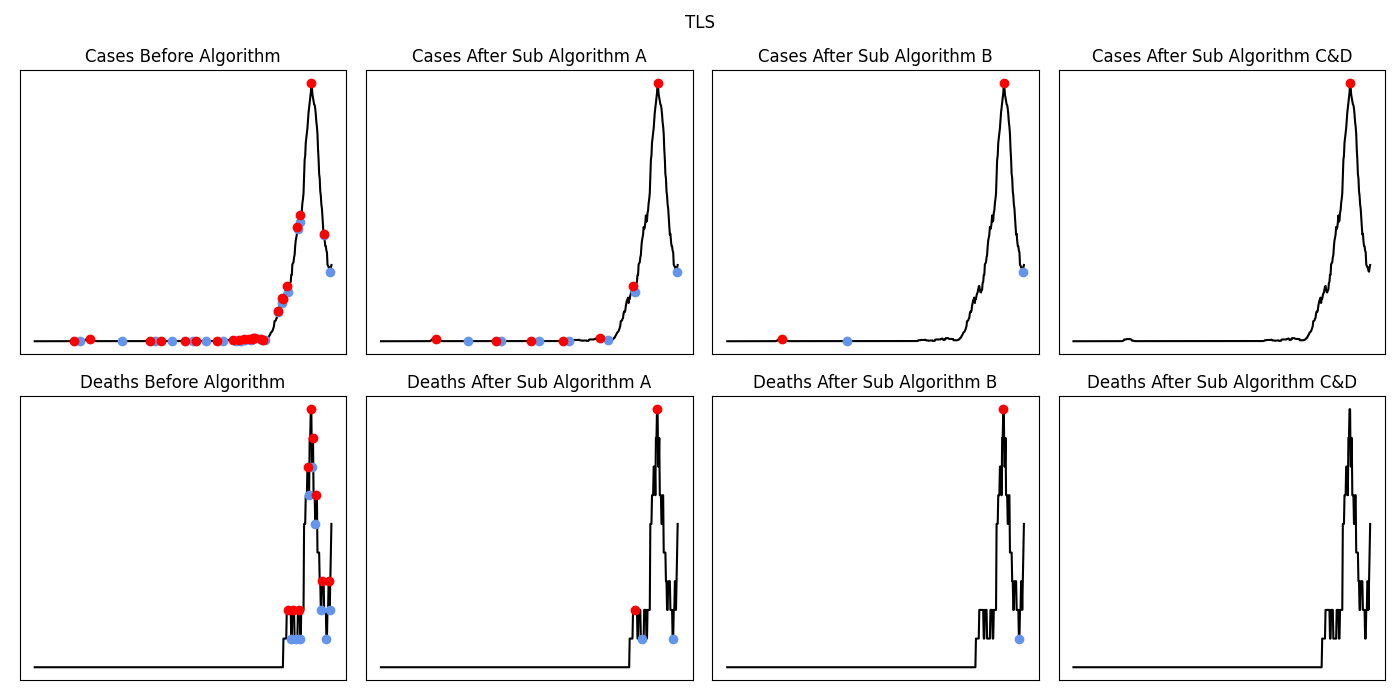 TLS
Cases Before Algorithm
Cases After Sub Algorithm A
Cases After Sub Algorithm B
Cases After Sub Algorithm C&D
Deaths Before Algorithm
Deaths After Sub Algorithm A
Deaths After Sub Algorithm B
Deaths After Sub Algorithm C&D